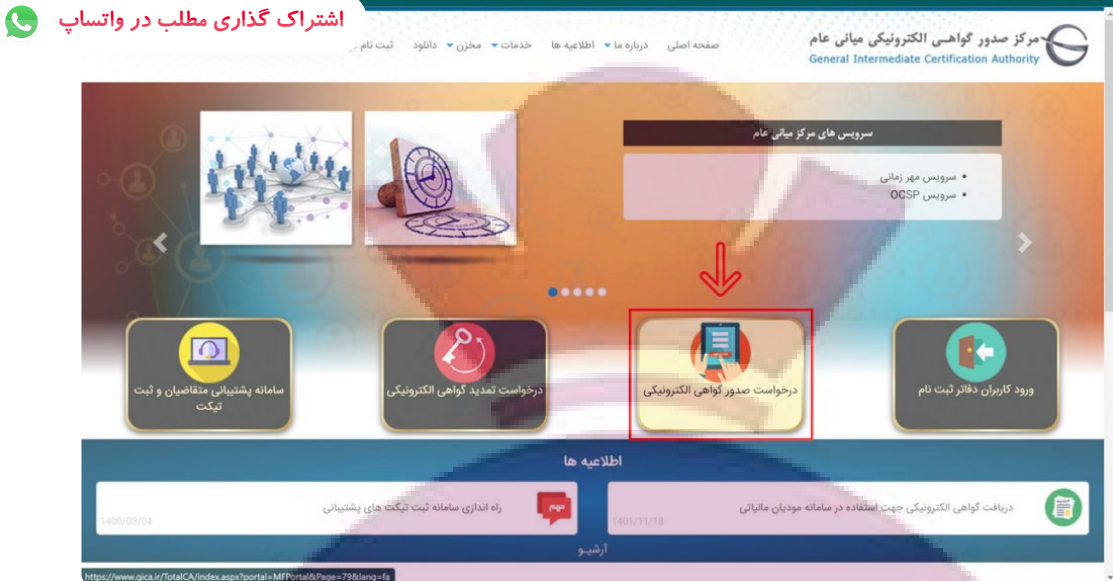 اشتراک گذاری مطلب در واتساپ
مرکز صدور گواهـی الکترونیکی میانی عام
General Intermediate Certification Authority
صفحه اصلی درباره ما اطلاعیه ها خدمات مخزن دانلود ثبت نام
سرویس های مرکز میانی عام
سرویس مهر زمانی
سرویس OCSP
ورود کاربران دفاتر ثبت نام
درخواست صدور گواهی الکترونیکی
درخواست تمدید گواهی الکترونیکی
سامانه پشتیبانی متقاضیان و ثبت
تیکت
اطلاعیه ها
دریافت گواهی الکترونیکی جهت استفاده در سامانه مودیان مالیاتی
1401/11/18
مهم
راه اندازی سامانه ثبت تیکت های پشتیبانی
1400/03/04
آرشیـو
https://www.gica.ir/TotalCA/index.aspx?portal=MFPortal&Page=79&lang=fa